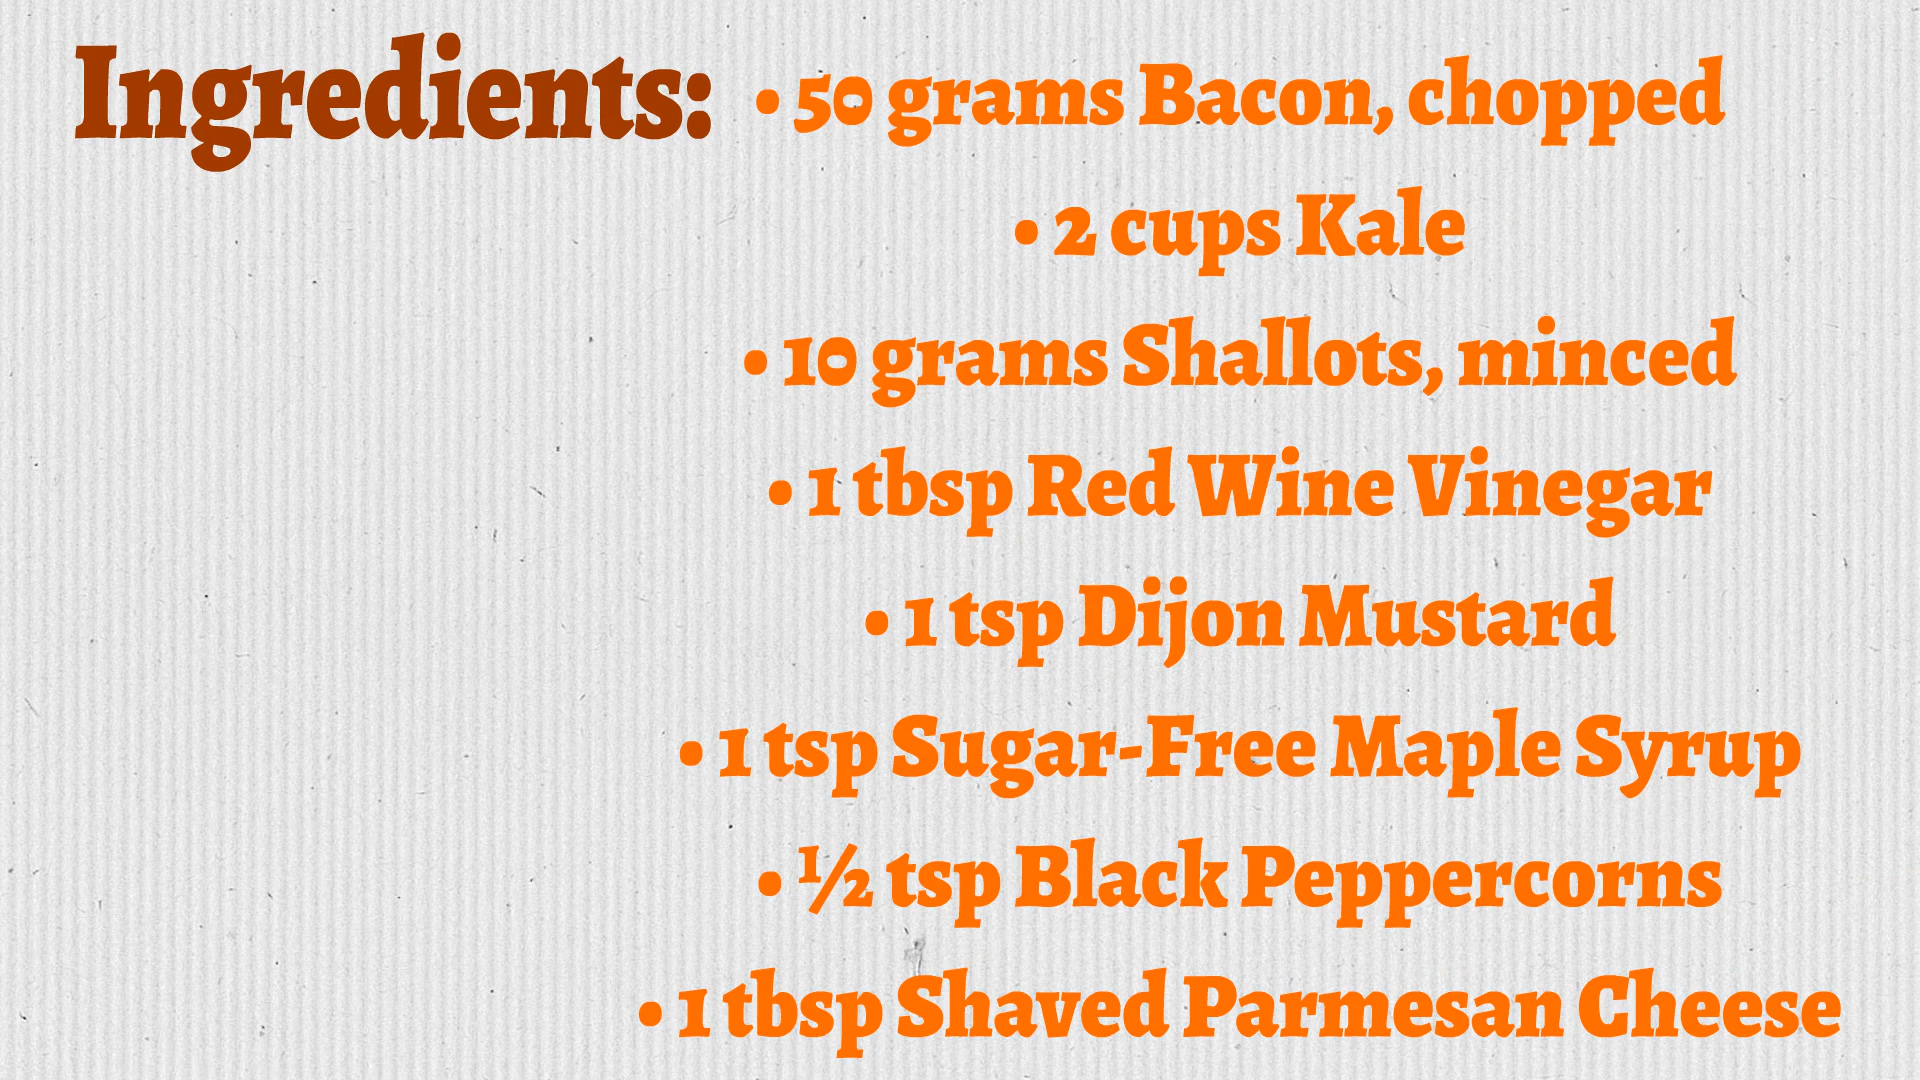 Ingredients:
• 50 grams Bacon, chopped
• 2 cups Kale
• 10 grams Shallots, minced
• 1 tbsp Red Wine Vinegar
• 1 tsp Dijon Mustard
• 1 tsp Sugar-Free Maple Syrup
• ½ tsp Black Peppercorns
• 1 tbsp Shaved Parmesan Cheese